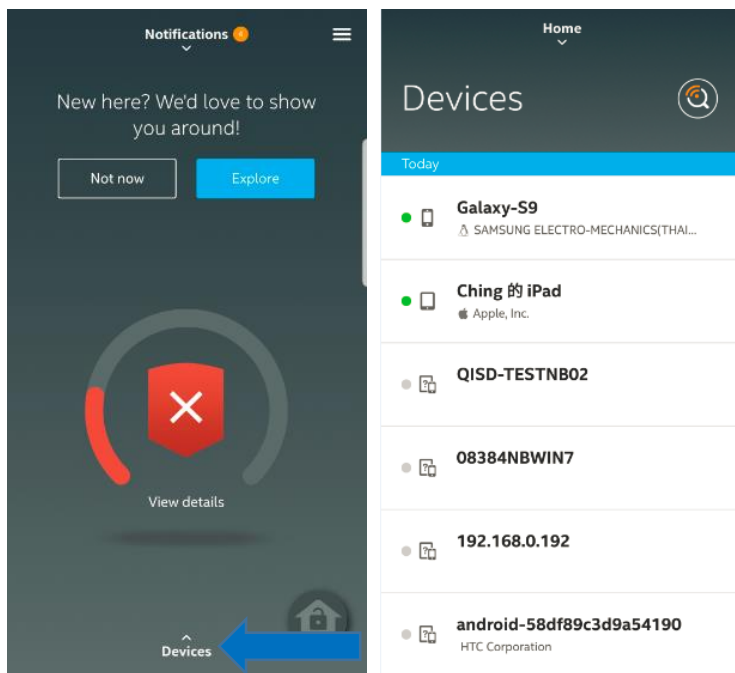 Notifications
New here? We'd love to show
you around!
Not now
Explore
View details
Devices
Home
Devices
Today
Galaxy-S9
SAMSUNG ELECTRO-MECHANICS(THAI...
Ching 的 iPad
Apple, Inc.
QISD-TESTNB02
08384NBWIN7
192.168.0.192
android-58df89c3d9a54190
HTC Corporation